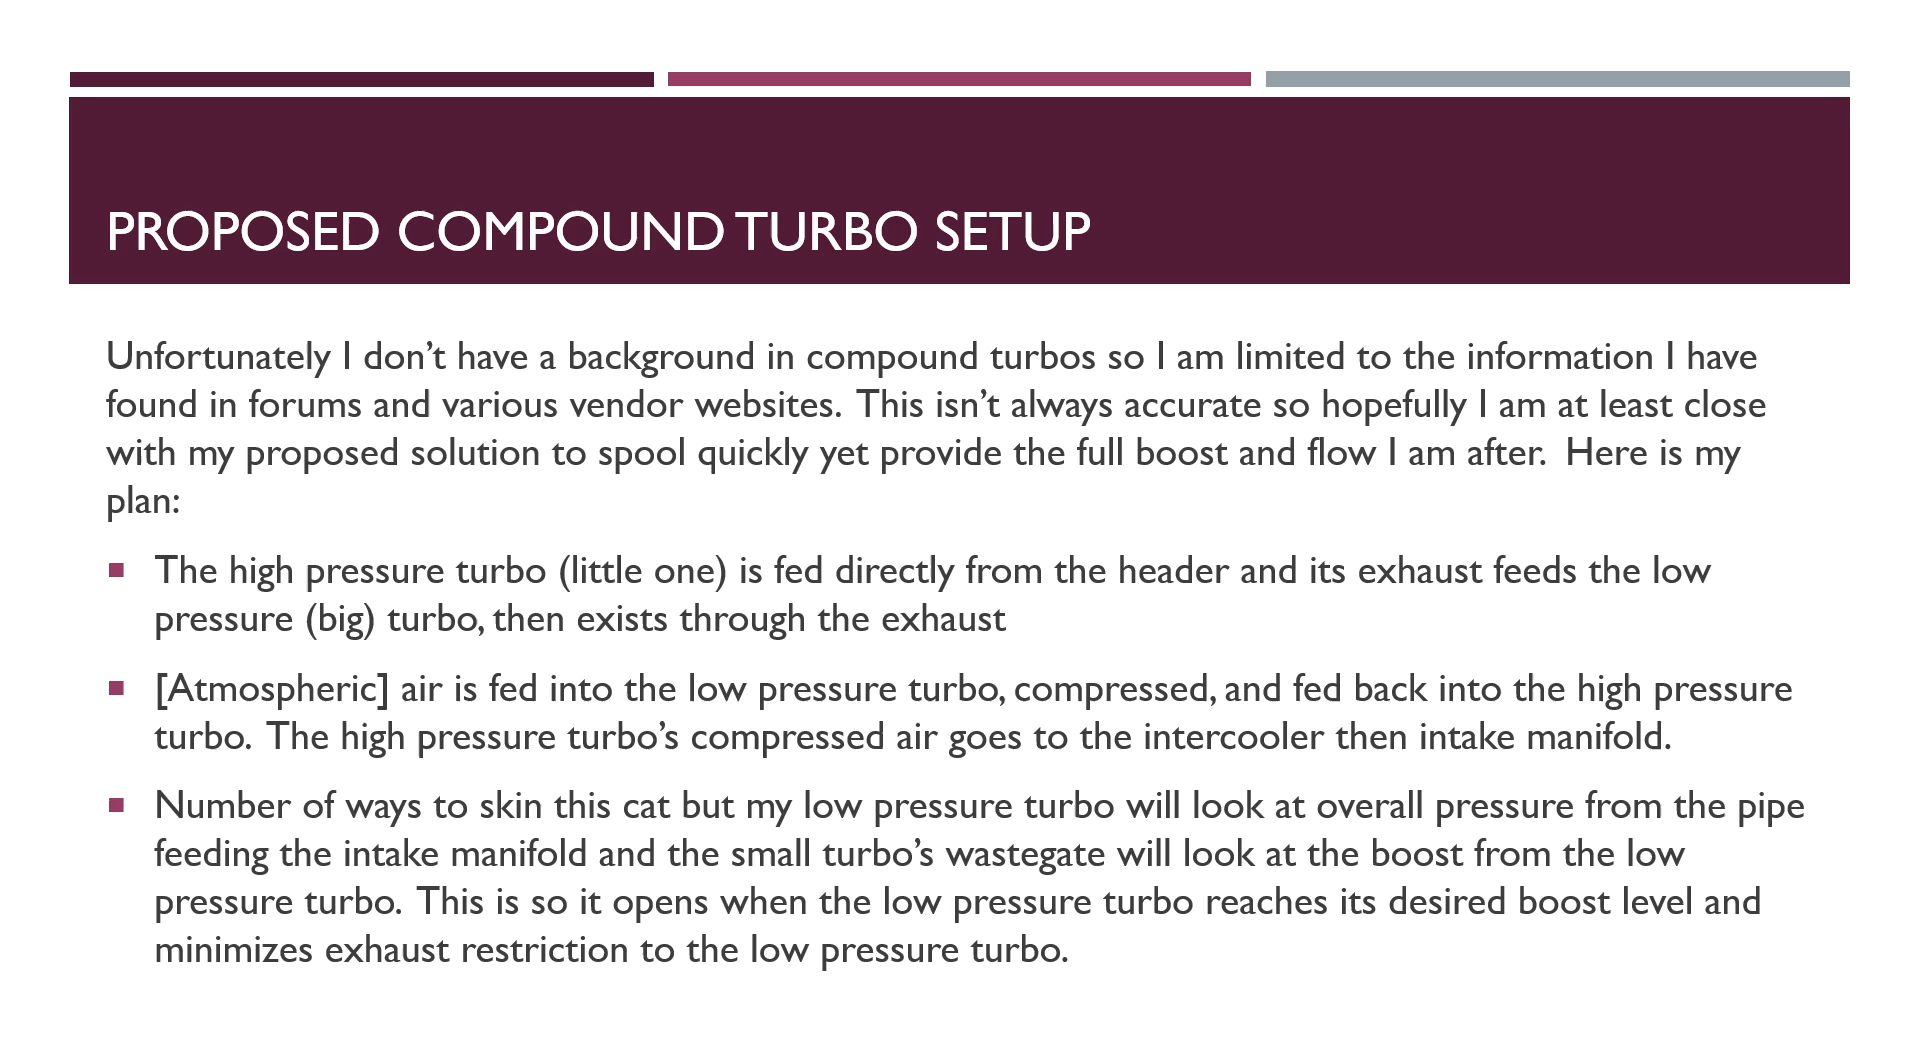 PROPOSED COMPOUND TURBO SETUP
Unfortunately I don’t have a background in compound turbos so I am limited to the information I have
found in forums and various vendor websites.  This isn’t always accurate so hopefully I am at least close
with my proposed solution to spool quickly yet provide the full boost and flow I am after.  Here is my
plan:
▪ The high pressure turbo (little one) is fed directly from the header and its exhaust feeds the low
pressure (big) turbo, then exists through the exhaust
▪ [Atmospheric] air is fed into the low pressure turbo, compressed, and fed back into the high pressure
turbo.  The high pressure turbo’s compressed air goes to the intercooler then intake manifold.
▪ Number of ways to skin this cat but my low pressure turbo will look at overall pressure from the pipe
feeding the intake manifold and the small turbo’s wastegate will look at the boost from the low
pressure turbo.  This is so it opens when the low pressure turbo reaches its desired boost level and
minimizes exhaust restriction to the low pressure turbo.